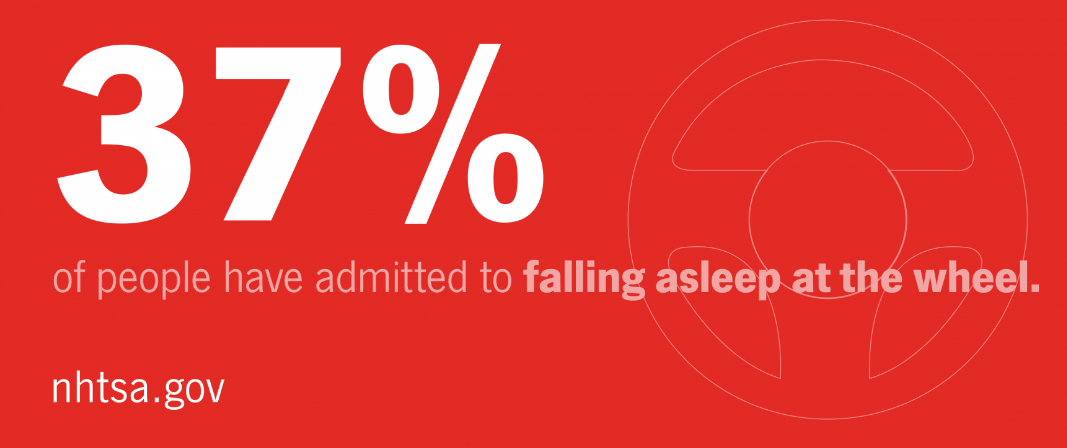 37%
of people have admitted to falling asleep at the wheel.
nhtsa.gov